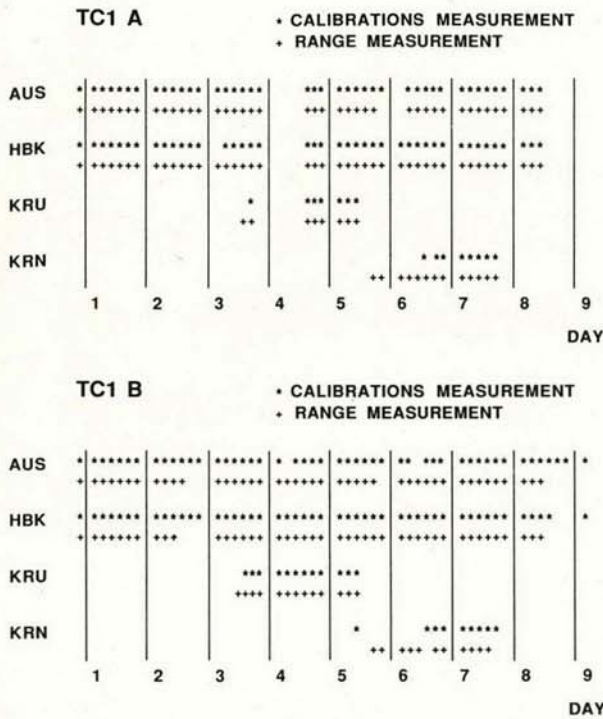 TC1 A
* CALIBRATIONS MEASUREMENT
+ RANGE MEASUREMENT
AUS
HBK
KRU
KRN
1 2 3 4 5 6 7 8 9
DAY
TC1 B
* CALIBRATIONS MEASUREMENT
+ RANGE MEASUREMENT
AUS
HBK
KRU
KRN
1 2 3 4 5 6 7 8 9
DAY